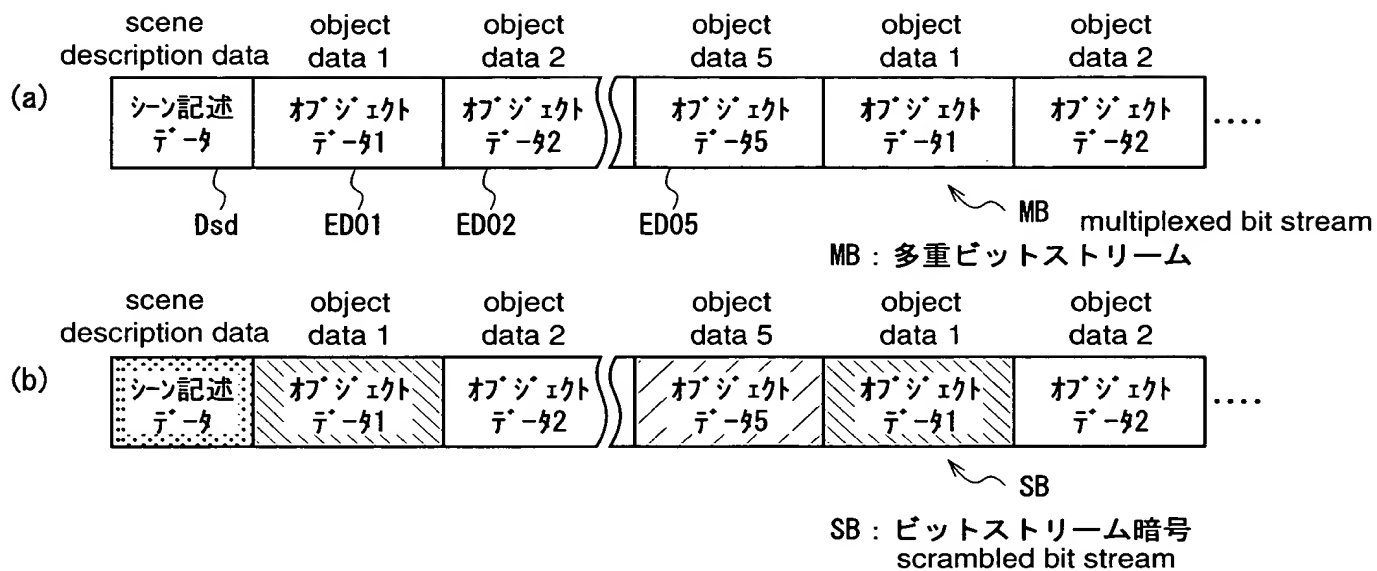 scene object object object object object
description data data 1 data 2 data 5 data 1 data 2
(a) シーン記述 オブジェクト オブジェクト オブジェクト オブジェクト オブジェクト ....
データ データ1 データ2 データ5 データ1 データ2
Dsd ED01 ED02 ED05 MB multiplexed bit stream
MB:多重ビットストリーム
scene object object object object object
description data data 1 data 2 data 5 data 1 data 2
(b) シーン記述 オブジェクト オブジェクト オブジェクト オブジェクト オブジェクト ....
データ データ1 データ2 データ5 データ1 データ2
SB
SB:ビットストリーム暗号
scrambled bit stream